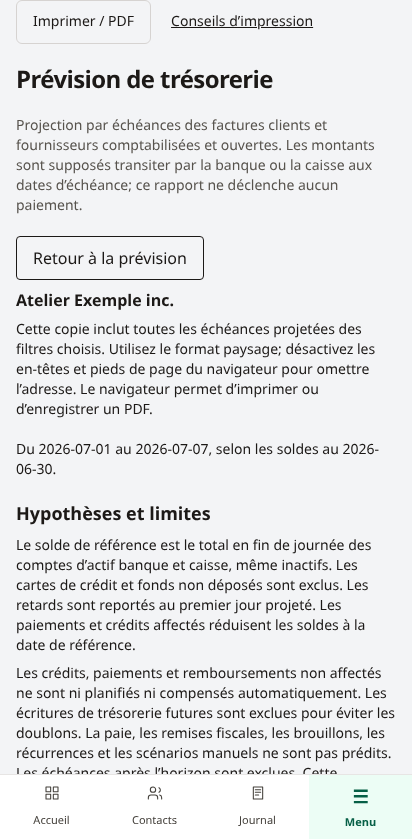 Imprimer / PDF
Conseils d’impression
Prévision de trésorerie
Projection par échéances des factures clients et
fournisseurs comptabilisées et ouvertes. Les montants
sont supposés transiter par la banque ou la caisse aux
dates d’échéance; ce rapport ne déclenche aucun
paiement.
Retour à la prévision
Atelier Exemple inc.
Cette copie inclut toutes les échéances projetées des
filtres choisis. Utilisez le format paysage; désactivez les
en-têtes et pieds de page du navigateur pour omettre
l’adresse. Le navigateur permet d’imprimer ou
d’enregistrer un PDF.
Du 2026-07-01 au 2026-07-07, selon les soldes au 2026-
06-30.
Hypothèses et limites
Le solde de référence est le total en fin de journée des
comptes d’actif banque et caisse, même inactifs. Les
cartes de crédit et fonds non déposés sont exclus. Les
retards sont reportés au premier jour projeté. Les
paiements et crédits affectés réduisent les soldes à la
date de référence.
Les crédits, paiements et remboursements non affectés
ne sont ni planifiés ni compensés automatiquement. Les
écritures de trésorerie futures sont exclues pour éviter les
doublons. La paie, les remises fiscales, les brouillons, les
récurrences et les scénarios manuels ne sont pas prédits.
Les échéances après l’horizon sont exclues. Cette
Accueil
Contacts
Journal
Menu